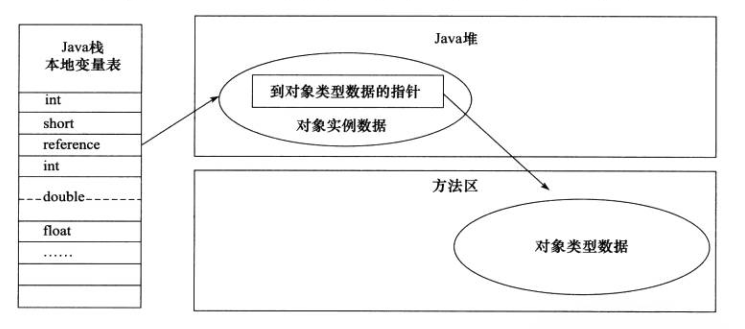 Java栈
本地变量表
int
short
reference
int
double
float
……
Java堆
到对象类型数据的指针
对象实例数据
方法区
对象类型数据